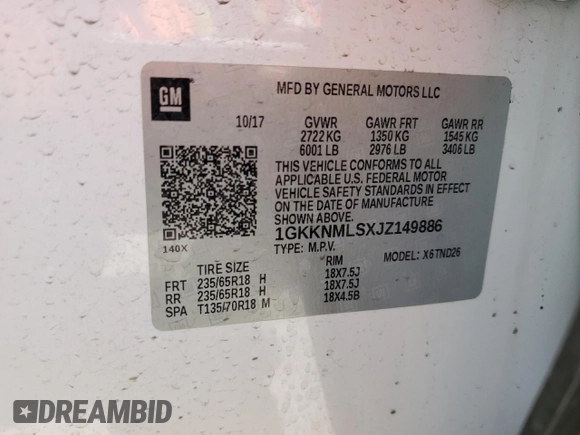 GM
MFD BY GENERAL MOTORS LLC
10/17 GVWR GAWR FRT GAWR RR
2722 KG 1350 KG 1545 KG
6001 LB 2976 LB 3406 LB
THIS VEHICLE CONFORMS TO ALL
APPLICABLE U.S. FEDERAL MOTOR
VEHICLE SAFETY STANDARDS IN EFFECT
ON THE DATE OF MANUFACTURE
SHOWN ABOVE.
1GKKNMLSXJZ149886
140X
TYPE: M.P.V. MODEL: X6TND26
TIRE SIZE RIM
FRT 235/65R18 H 18X7.5J
RR 235/65R18 H 18X7.5J
SPA T135/70R18 M 18X4.5B
DREAMBID